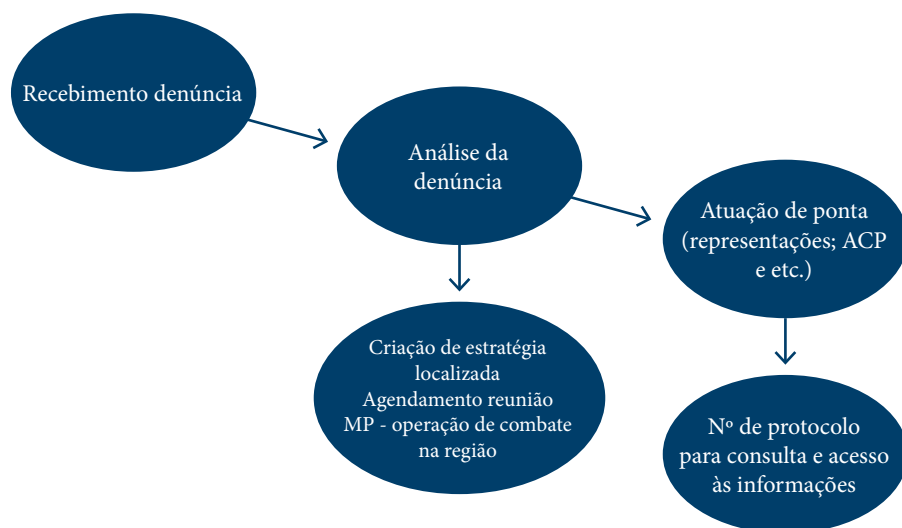 Recebimento denúncia
Análise da
denúncia
Atuação de ponta
(representações; ACP
e etc.)
Criação de estratégia
localizada
Agendamento reunião
MP - operação de combate
na região
Nº de protocolo
para consulta e acesso
às informações